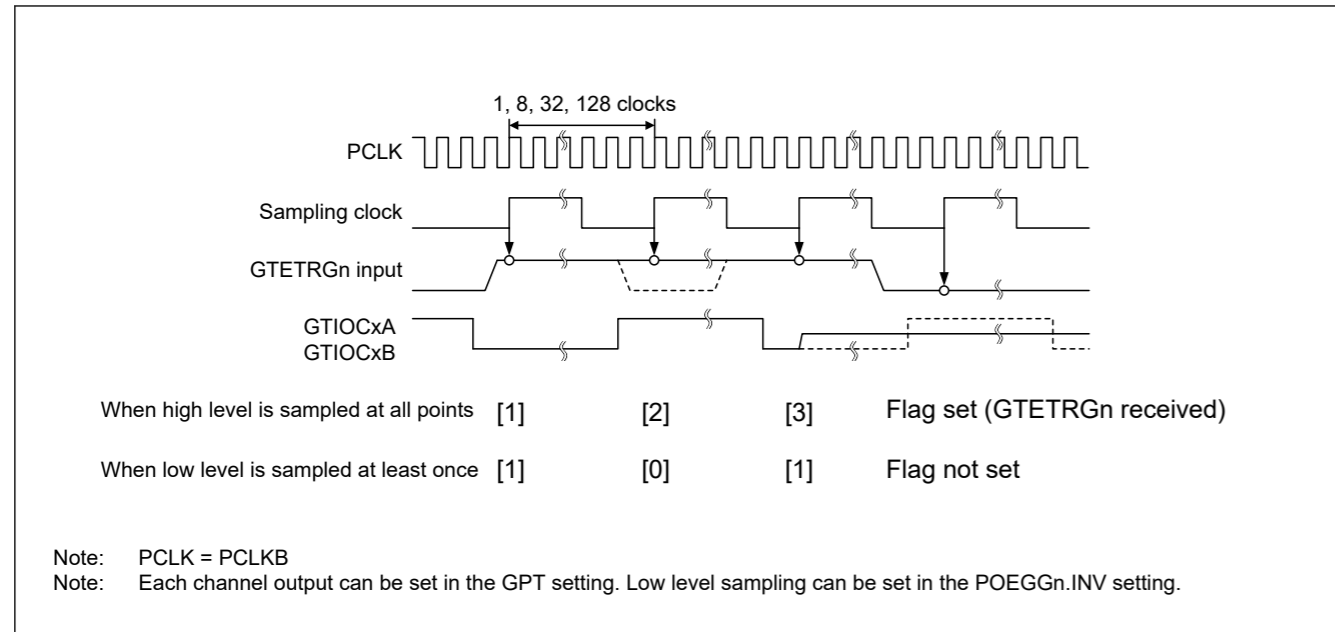 1, 8, 32, 128 clocks
PCLK
Sampling clock
GTETRGn input
GTIOCxA
GTIOCxB
When high level is sampled at all points [1] [2] [3] Flag set (GTETRGn received)
When low level is sampled at least once [1] [0] [1] Flag not set
Note: PCLK = PCLKB
Note: Each channel output can be set in the GPT setting. Low level sampling can be set in the POEGGn.INV setting.